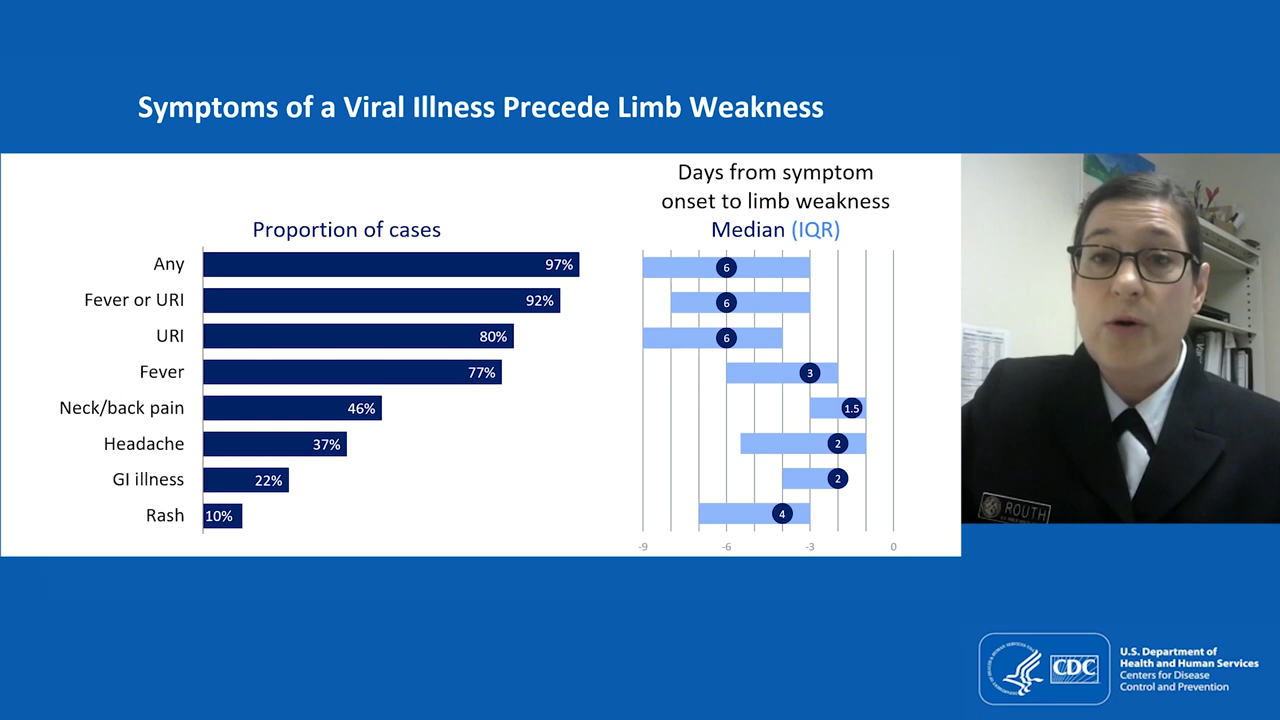 Symptoms of a Viral Illness Precede Limb Weakness
Proportion of cases
Any
97%
Fever or URI
92%
URI
80%
Fever
77%
Neck/back pain
46%
Headache
37%
GI illness
22%
Rash
10%
Days from symptom
onset to limb weakness
Median (IQR)
6
6
6
3
1.5
2
2
4
-9
-6
-3
0
ROUTH
CDC
U.S. Department of
Health and Human Services
Centers for Disease
Control and Prevention